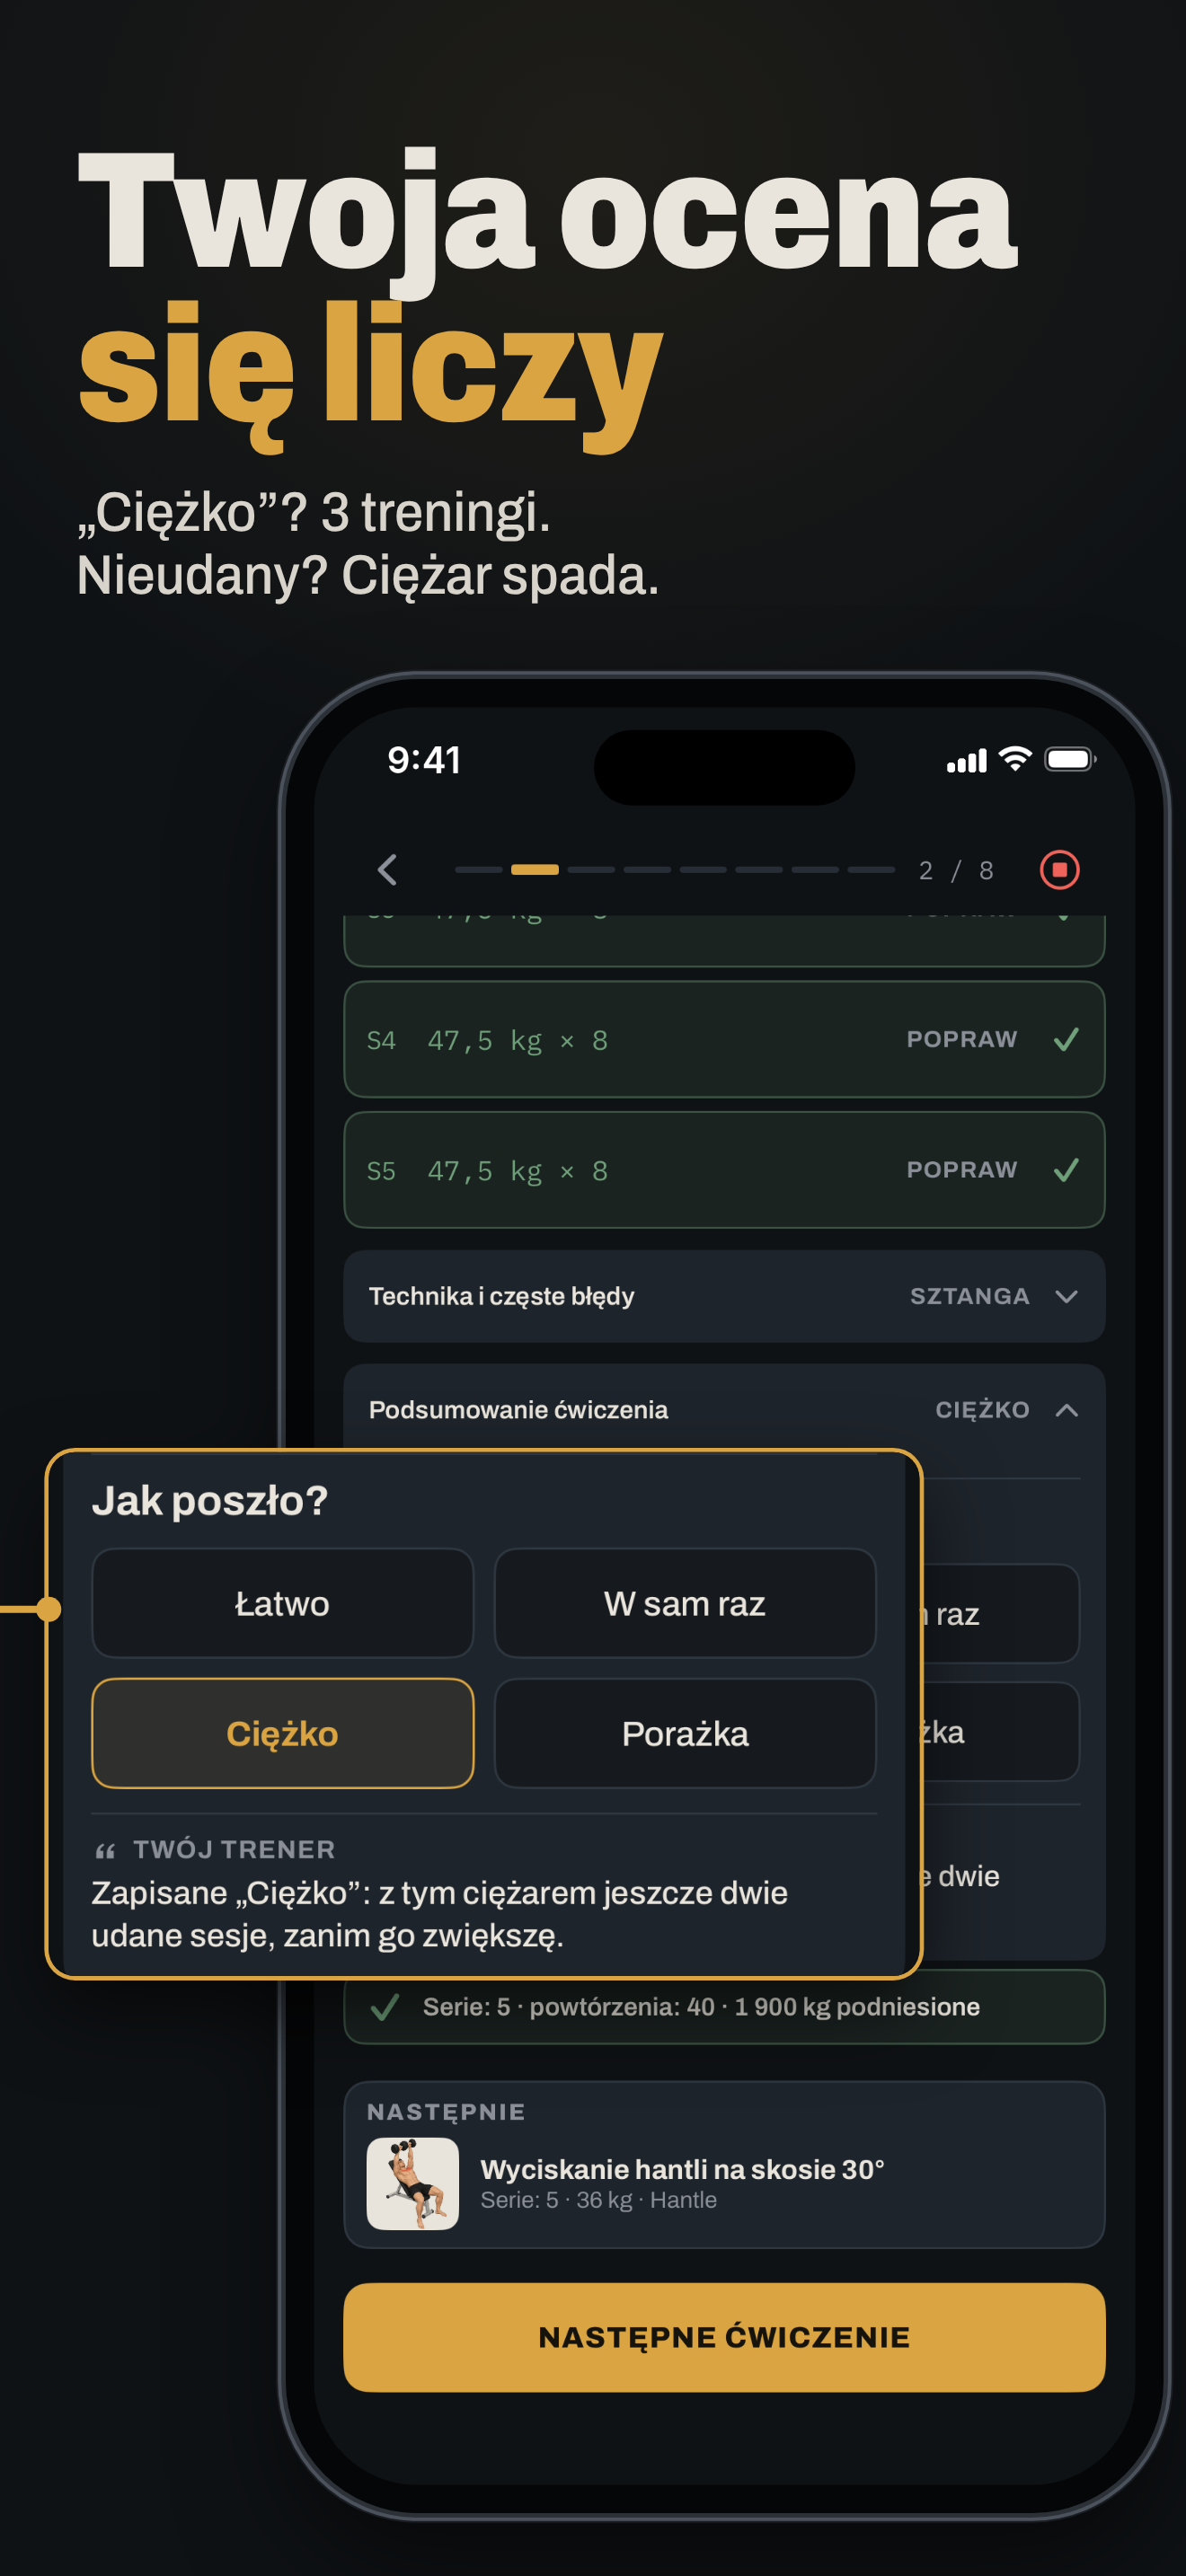 Twoja ocena
się liczy
„Ciężko”? 3 treningi.
Nieudany? Ciężar spada.
9:41
2 / 8
S4 47,5 kg × 8 POPRAW
S5 47,5 kg × 8 POPRAW
Technika i częste błędy SZTANGA
Podsumowanie ćwiczenia CIĘŻKO
Jak poszło?
Łatwo W sam raz
raz
Ciężko Porażka
TWÓJ TRENER
Zapisane „Ciężko”: z tym ciężarem jeszcze dwie
dwie
udane sesje, zanim go zwiększę.
Serie: 5 · powtórzenia: 40 · 1 900 kg podniesione
NASTĘPNIE
Wyciskanie hantli na skosie 30°
Serie: 5 · 36 kg · Hantle
NASTĘPNE ĆWICZENIE